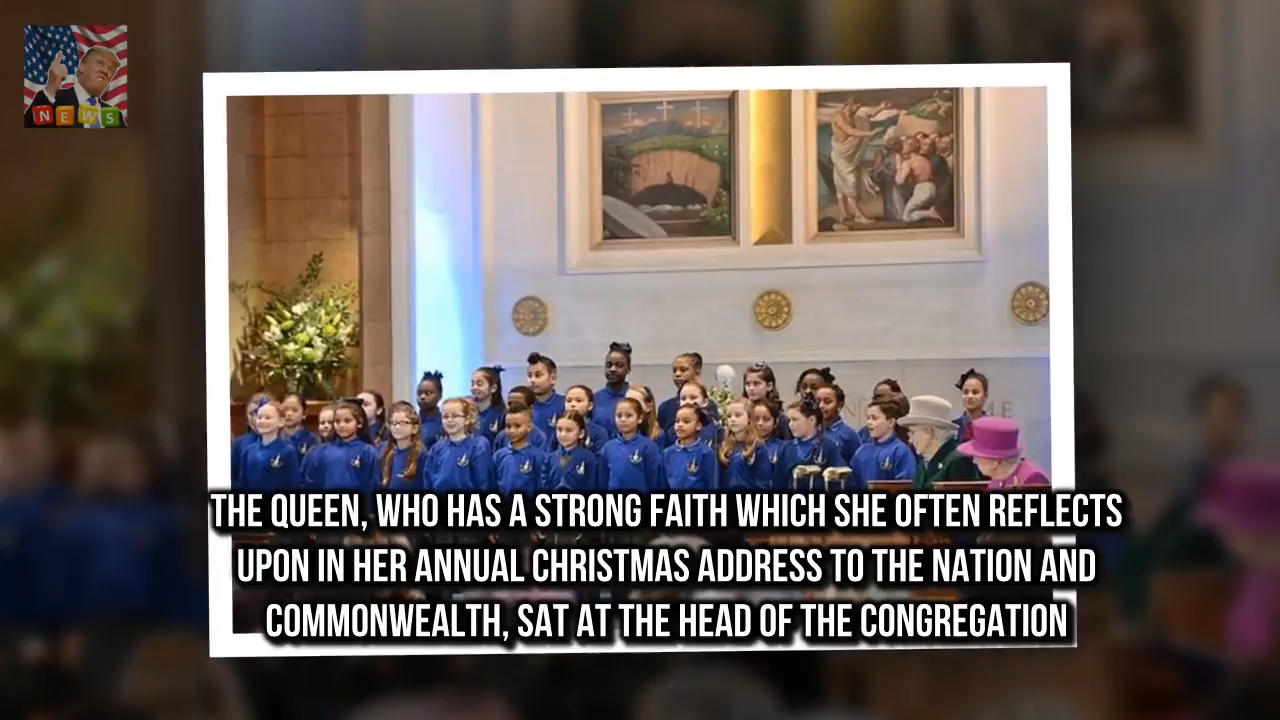 NEWS
THE QUEEN, WHO HAS A STRONG FAITH WHICH SHE OFTEN REFLECTS
UPON IN HER ANNUAL CHRISTMAS ADDRESS TO THE NATION AND
COMMONWEALTH, SAT AT THE HEAD OF THE CONGREGATION